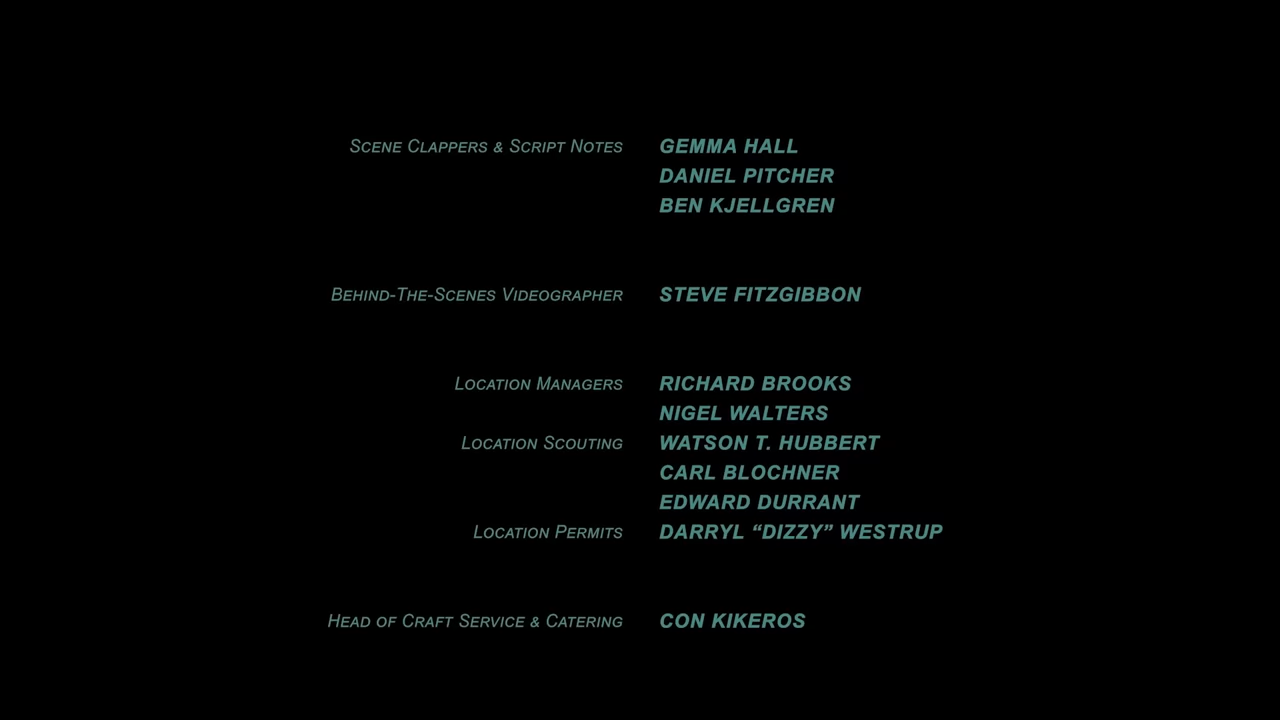 Scene Clappers & Script Notes GEMMA HALL
DANIEL PITCHER
BEN KJELLGREN
Behind-The-Scenes Videographer STEVE FITZGIBBON
Location Managers RICHARD BROOKS
NIGEL WALTERS
Location Scouting WATSON T. HUBBERT
CARL BLOCHNER
EDWARD DURRANT
Location Permits DARRYL “DIZZY” WESTRUP
Head of Craft Service & Catering CON KIKEROS